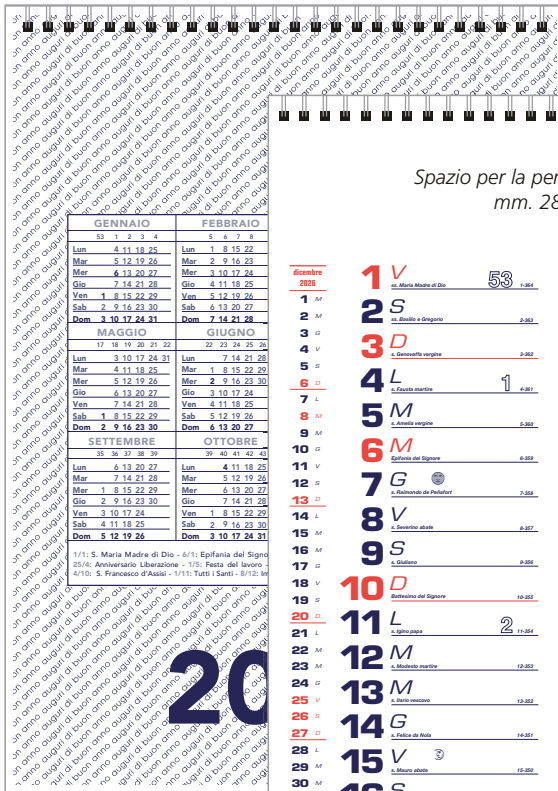 Spazio per la per
mm. 28
GENNAIO
53 1 2 3 4
Lun 4 11 18 25
Mar 5 12 19 26
Mer 6 13 20 27
Gio 7 14 21 28
Ven 1 8 15 22 29
Sab 2 9 16 23 30
Dom 3 10 17 24 31
FEBBRAIO
5 6 7 8
Lun 1 8 15 22
Mar 2 9 16 23
Mer 3 10 17 24
Gio 4 11 18 25
Ven 5 12 19 26
Sab 6 13 20 27
Dom 7 14 21 28
MAGGIO
17 18 19 20 21 22
Lun 3 10 17 24 31
Mar 4 11 18 25
Mer 5 12 19 26
Gio 6 13 20 27
Ven 7 14 21 28
Sab 1 8 15 22 29
Dom 2 9 16 23 30
GIUGNO
22 23 24 25 26
Lun 7 14 21 28
Mar 1 8 15 22 29
Mer 2 9 16 23 30
Gio 3 10 17 24
Ven 4 11 18 25
Sab 5 12 19 26
Dom 6 13 20 27
SETTEMBRE
35 36 37 38 39
Lun 6 13 20 27
Mar 7 14 21 28
Mer 1 8 15 22 29
Gio 2 9 16 23 30
Ven 3 10 17 24
Sab 4 11 18 25
Dom 5 12 19 26
OTTOBRE
39 40 41 42 43
Lun 4 11 18 25
Mar 5 12 19 26
Mer 6 13 20 27
Gio 7 14 21 28
Ven 1 8 15 22 29
Sab 2 9 16 23 30
Dom 3 10 17 24 31
1/1: S. Maria Madre di Dio - 6/1: Epifania del Signo
25/4: Anniversario Liberazione - 1/5: Festa del lavoro -
4/10: S. Francesco d'Assisi - 1/11: Tutti i Santi - 8/12: Im
20
dicembre
2026
1 M
2 M
3 G
4 V
5 S
6 D
7 L
8 M
9 M
10 G
11 V
12 S
13 D
14 L
15 M
16 M
17 G
18 V
19 S
20 D
21 L
22 M
23 M
24 G
25 V
26 S
27 D
28 L
29 M
30 M
1 V 53
ss. Maria Madre di Dio 1-364
2 S
ss. Basilio e Gregorio 2-363
3 D
s. Genoveffa vergine 3-362
4 L 1
s. Fausta martire 4-361
5 M
s. Amelia vergine 5-360
6 M
Epifania del Signore 6-359
7 G
s. Raimondo de Peñafort 7-358
8 V
s. Severino abate 8-357
9 S
s. Giuliano 9-356
10 D
Battesimo del Signore 10-355
11 L 2
s. Igino papa 11-354
12 M
s. Modesto martire 12-353
13 M
s. Ilario vescovo 13-352
14 G
s. Felice da Nola 14-351
15 V
s. Mauro abate 15-350
16 S